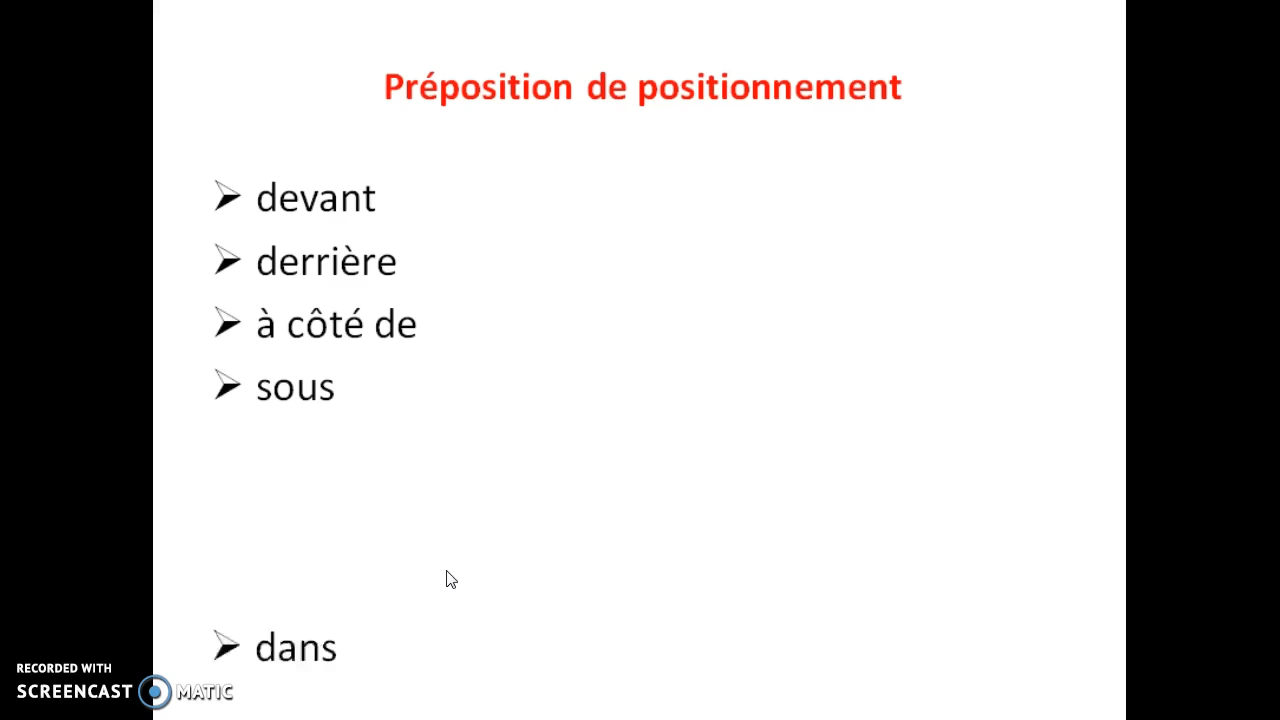 Préposition de positionnement
devant
derrière
à côté de
sous
dans
RECORDED WITH
SCREENCAST MATIC